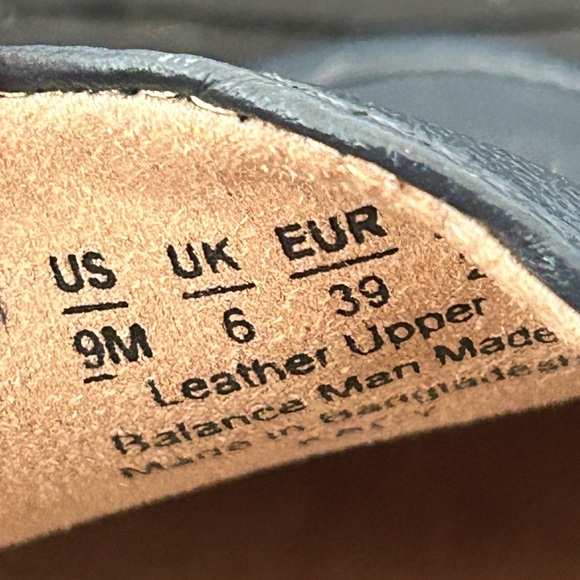 US UK EUR
9M 6 39
Leather Upper
Balance Man Made
Made in Bangladesh